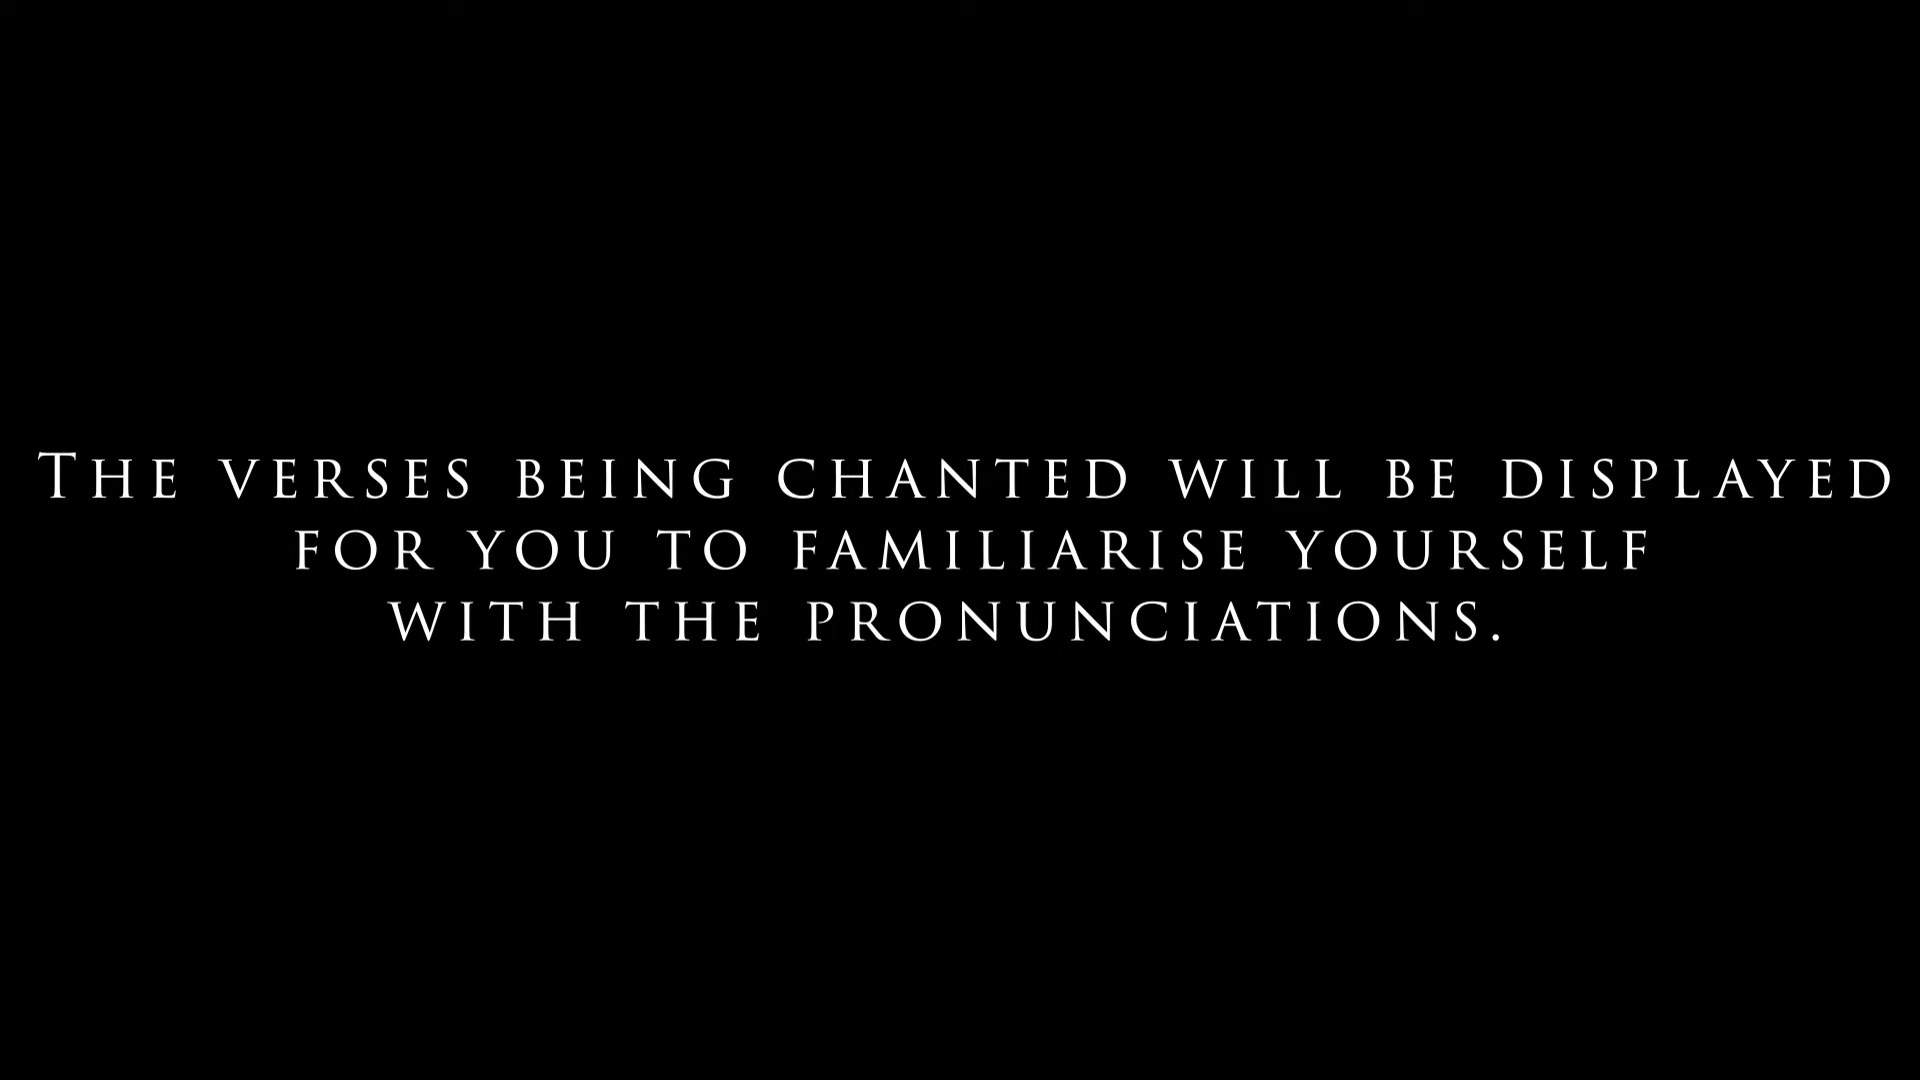 The verses being chanted will be displayed
for you to familiarise yourself
with the pronunciations.